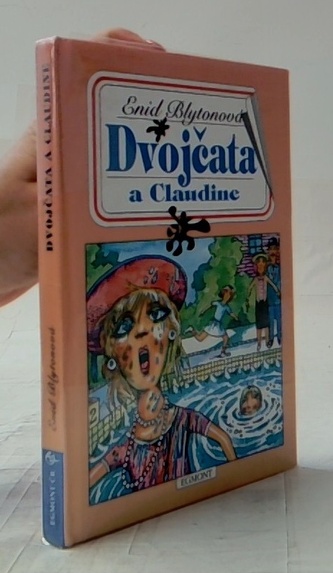 Enid Blytonová
Dvojčata
a Claudine
EGMONT
DVOJČATA A CLAUDINE
Enid Blytonová
EGMONT ČR